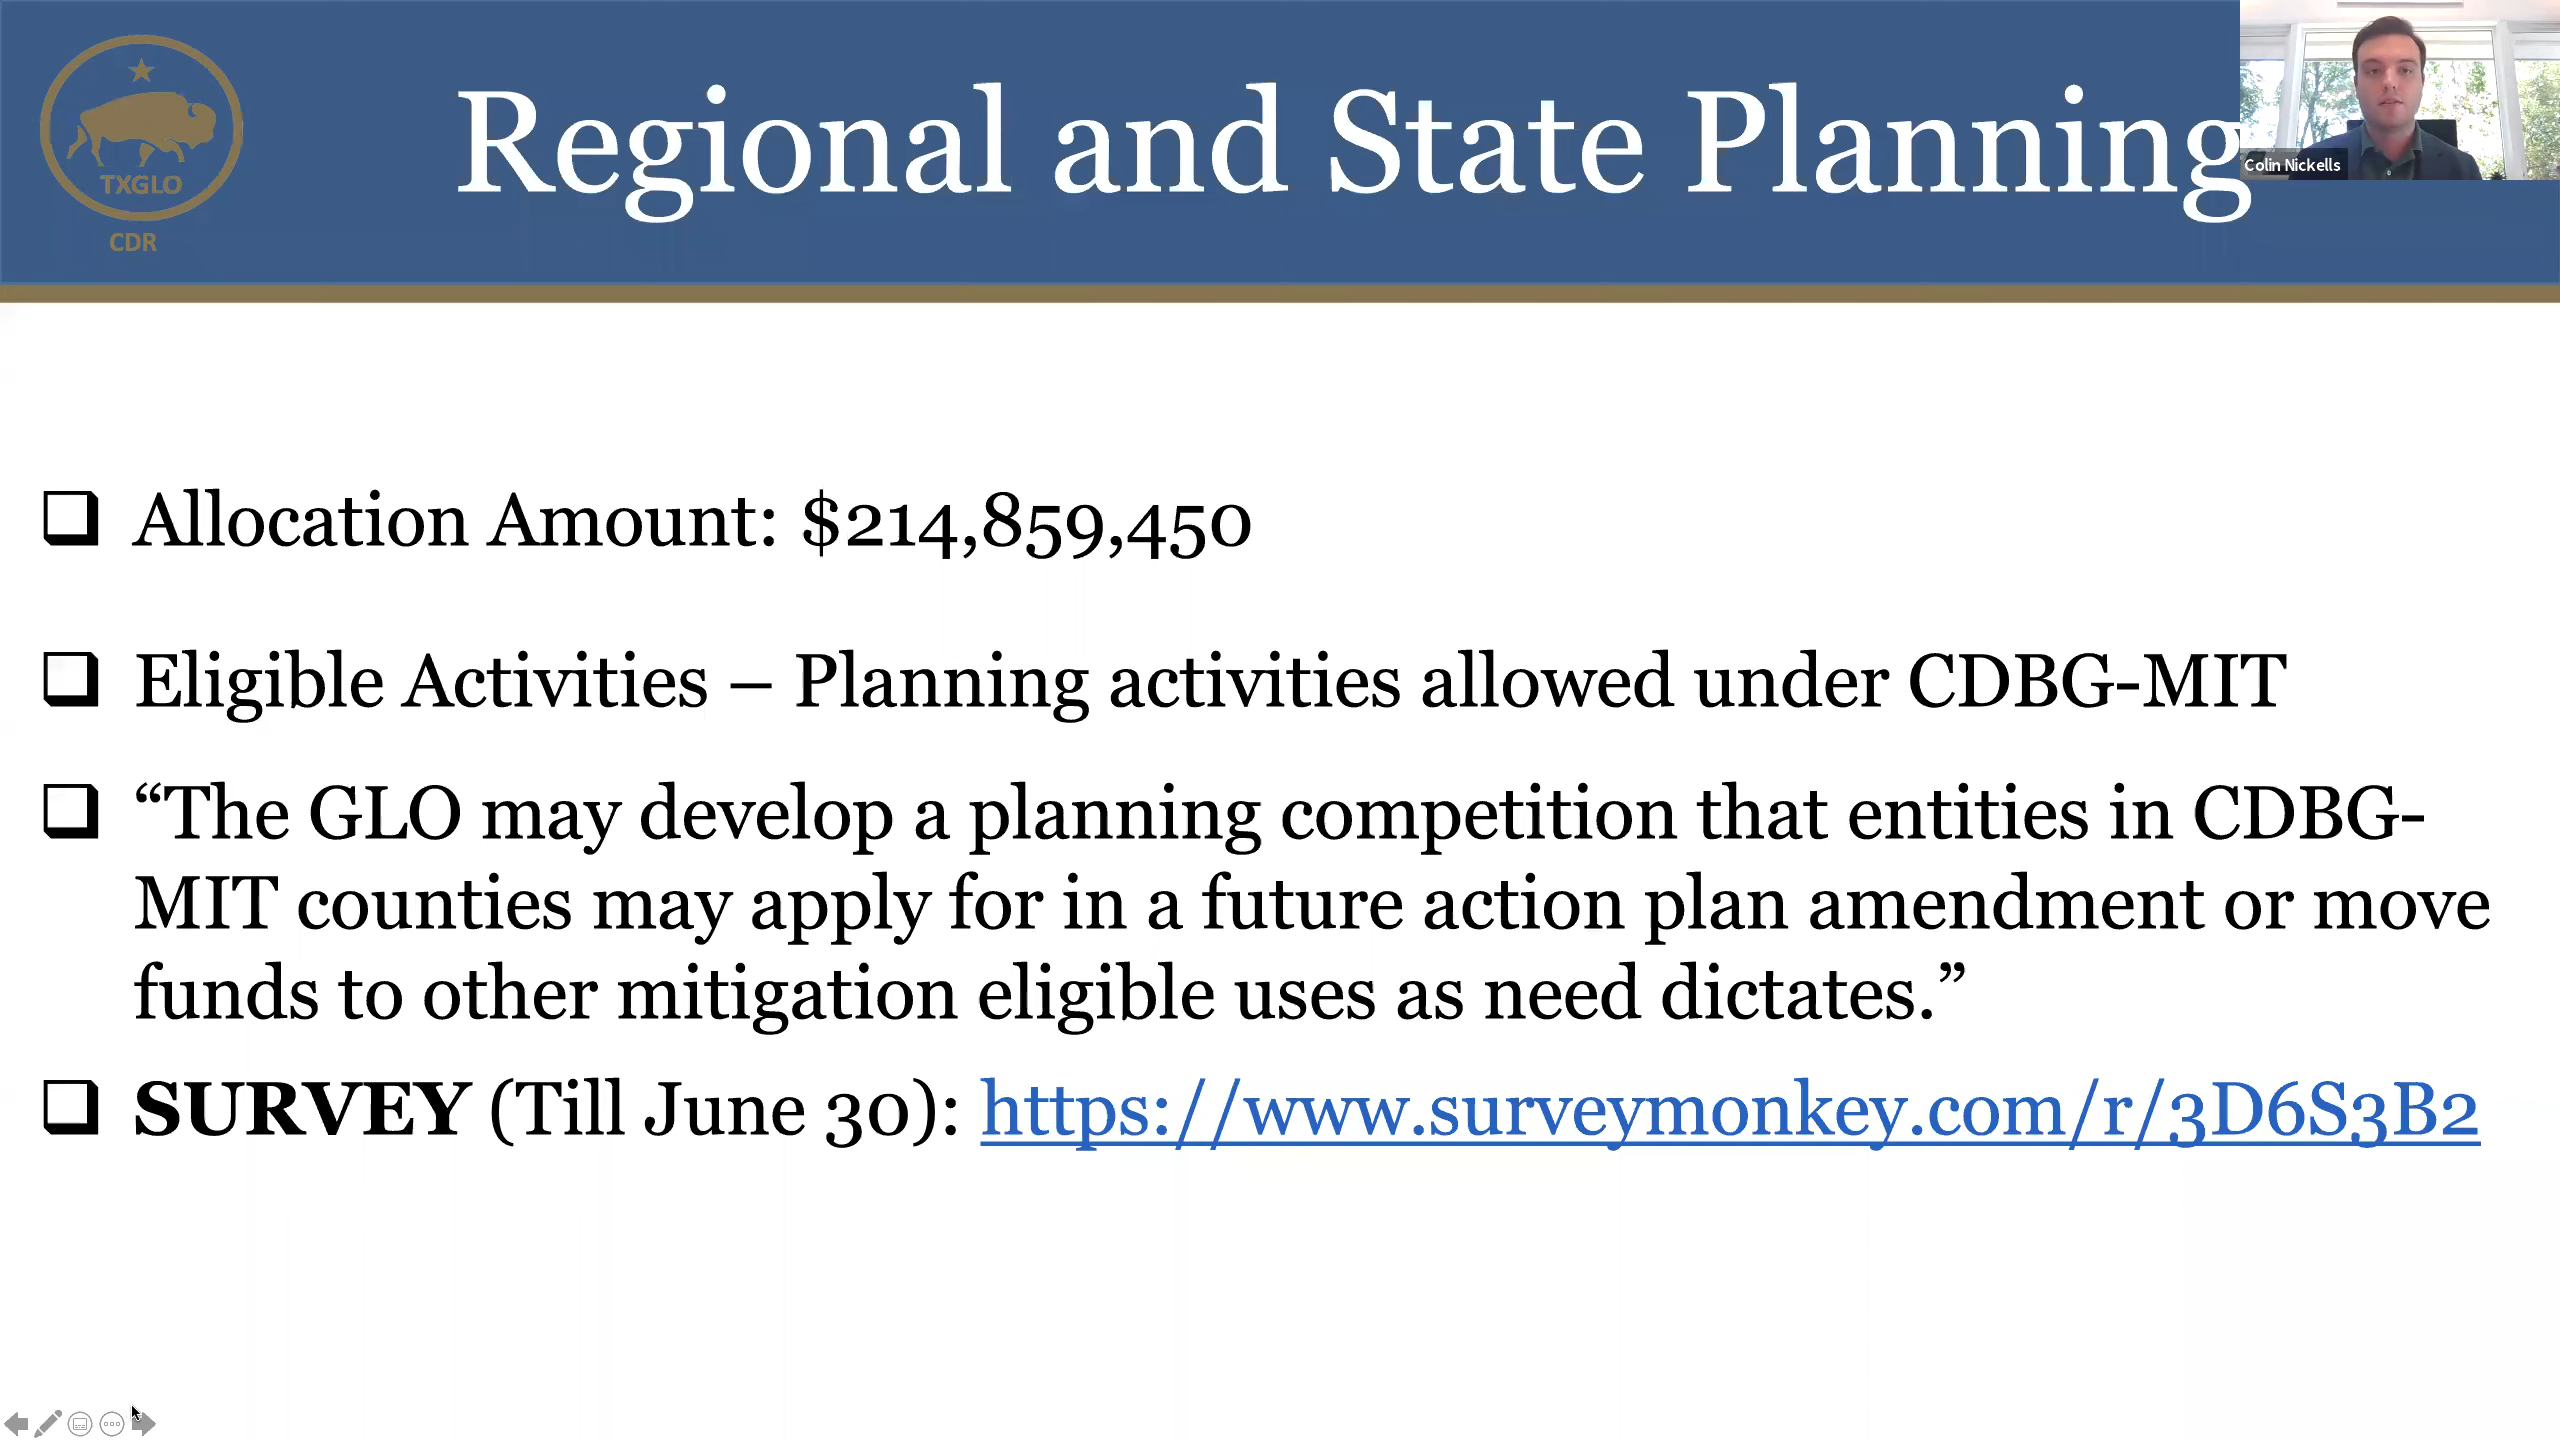 TXGLO
CDR
Regional and State Planning
Colin Nickells
Allocation Amount: $214,859,450
Eligible Activities – Planning activities allowed under CDBG-MIT
“The GLO may develop a planning competition that entities in CDBG-
MIT counties may apply for in a future action plan amendment or move
funds to other mitigation eligible uses as need dictates.”
SURVEY (Till June 30): https://www.surveymonkey.com/r/3D6S3B2